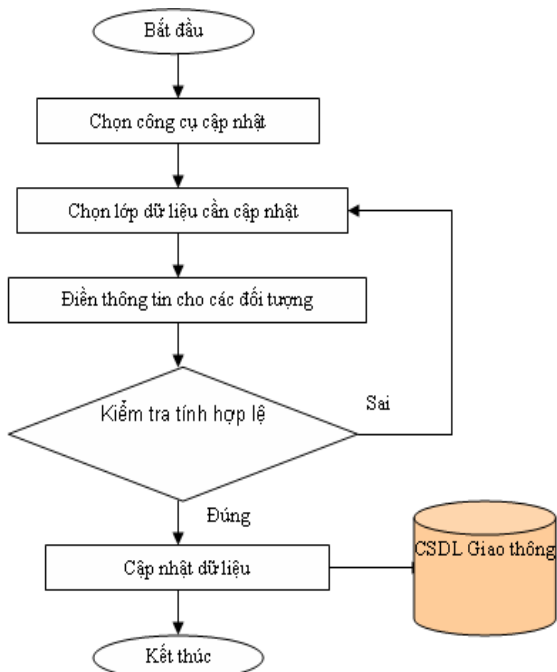 Bắt đầu
Chọn công cụ cập nhật
Chọn lớp dữ liệu cần cập nhật
Điền thông tin cho các đối tượng
Kiểm tra tính hợp lệ
Sai
Đúng
CSDL Giao thông
Cập nhật dữ liệu
Kết thúc